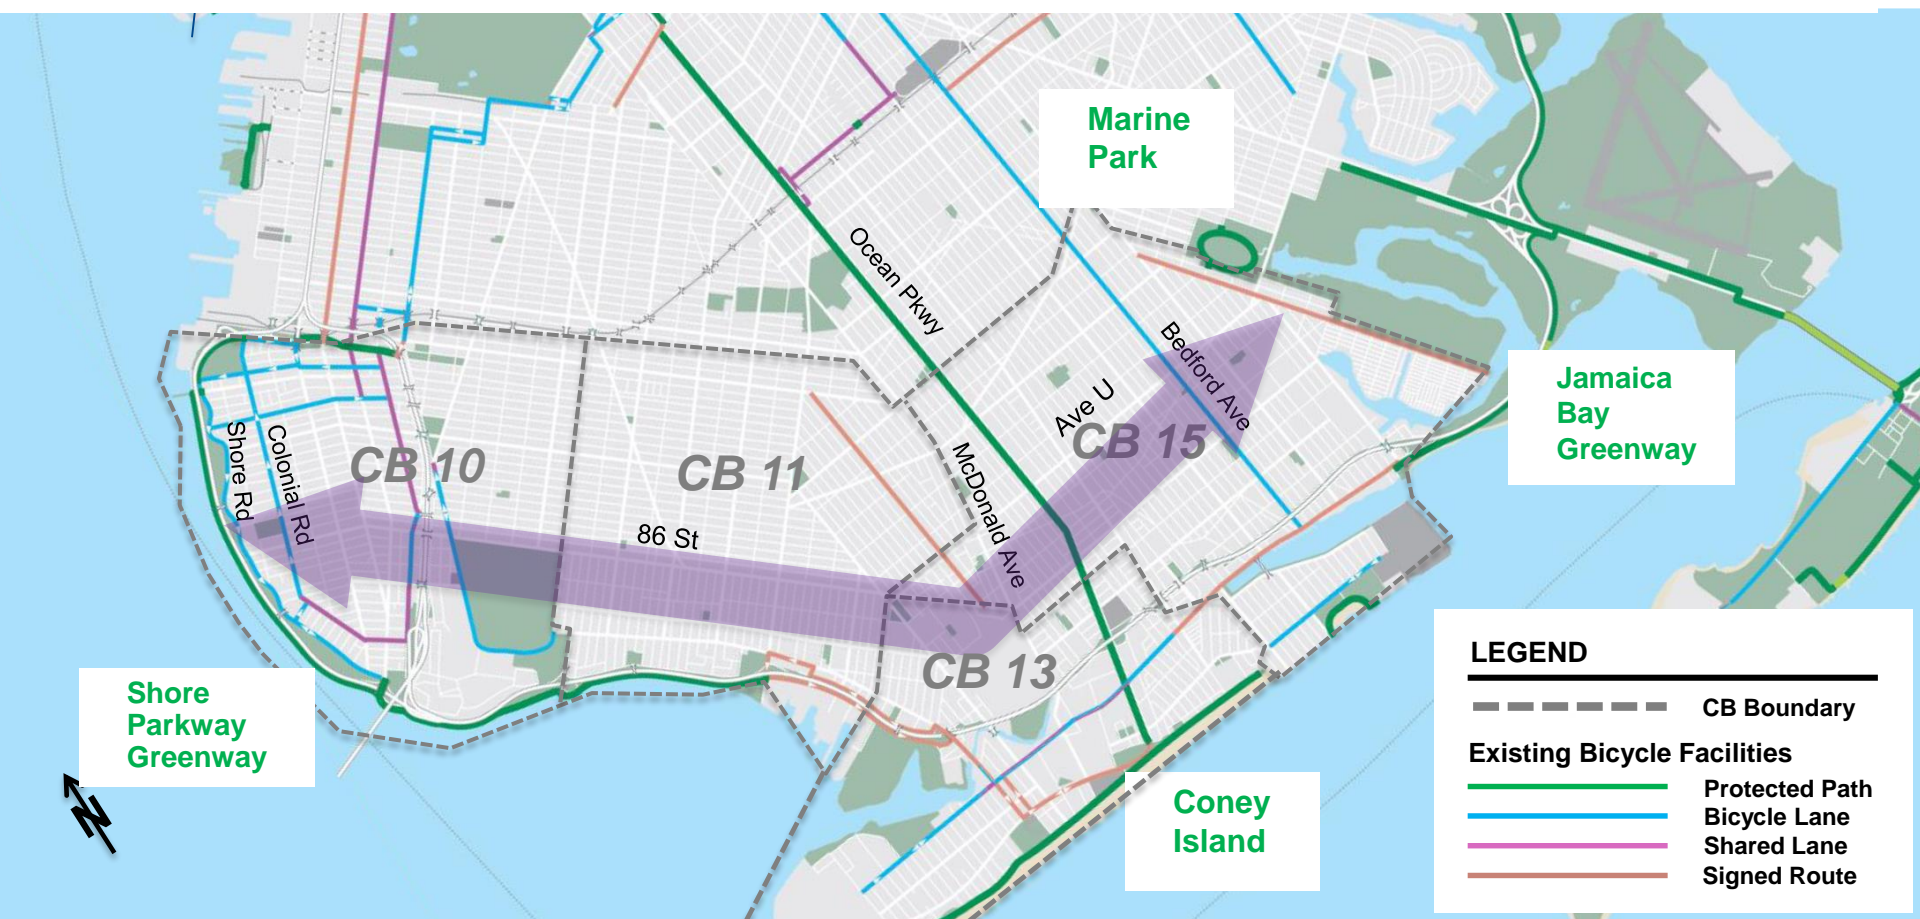 Marine
Park
Ocean Pkwy
Bedford Ave
Ave U
Jamaica
Bay
Greenway
Shore Rd
Colonial Rd
CB 10
CB 11
CB 15
McDonald Ave
86 St
CB 13
Shore
Parkway
Greenway
N
Coney
Island
LEGEND
CB Boundary
Existing Bicycle Facilities
Protected Path
Bicycle Lane
Shared Lane
Signed Route